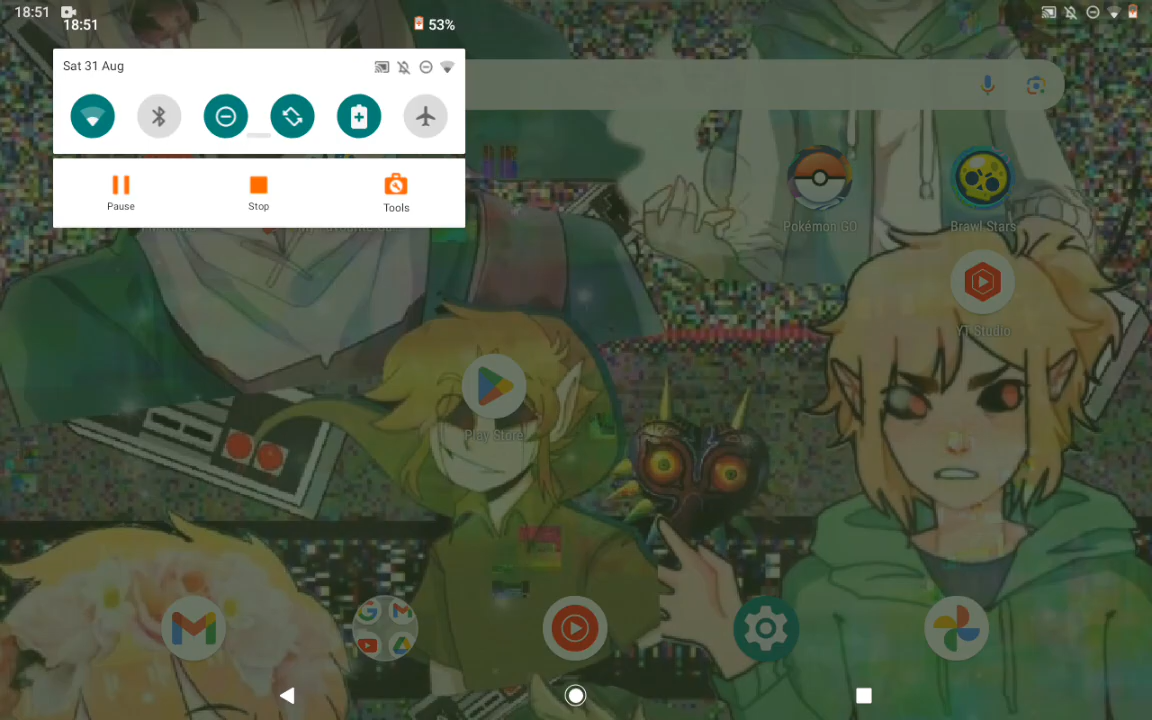 18:51
18:51
53%
Sat 31 Aug
Pause
Stop
Tools
Pokémon GO
Brawl Stars
YT Studio
Play Store